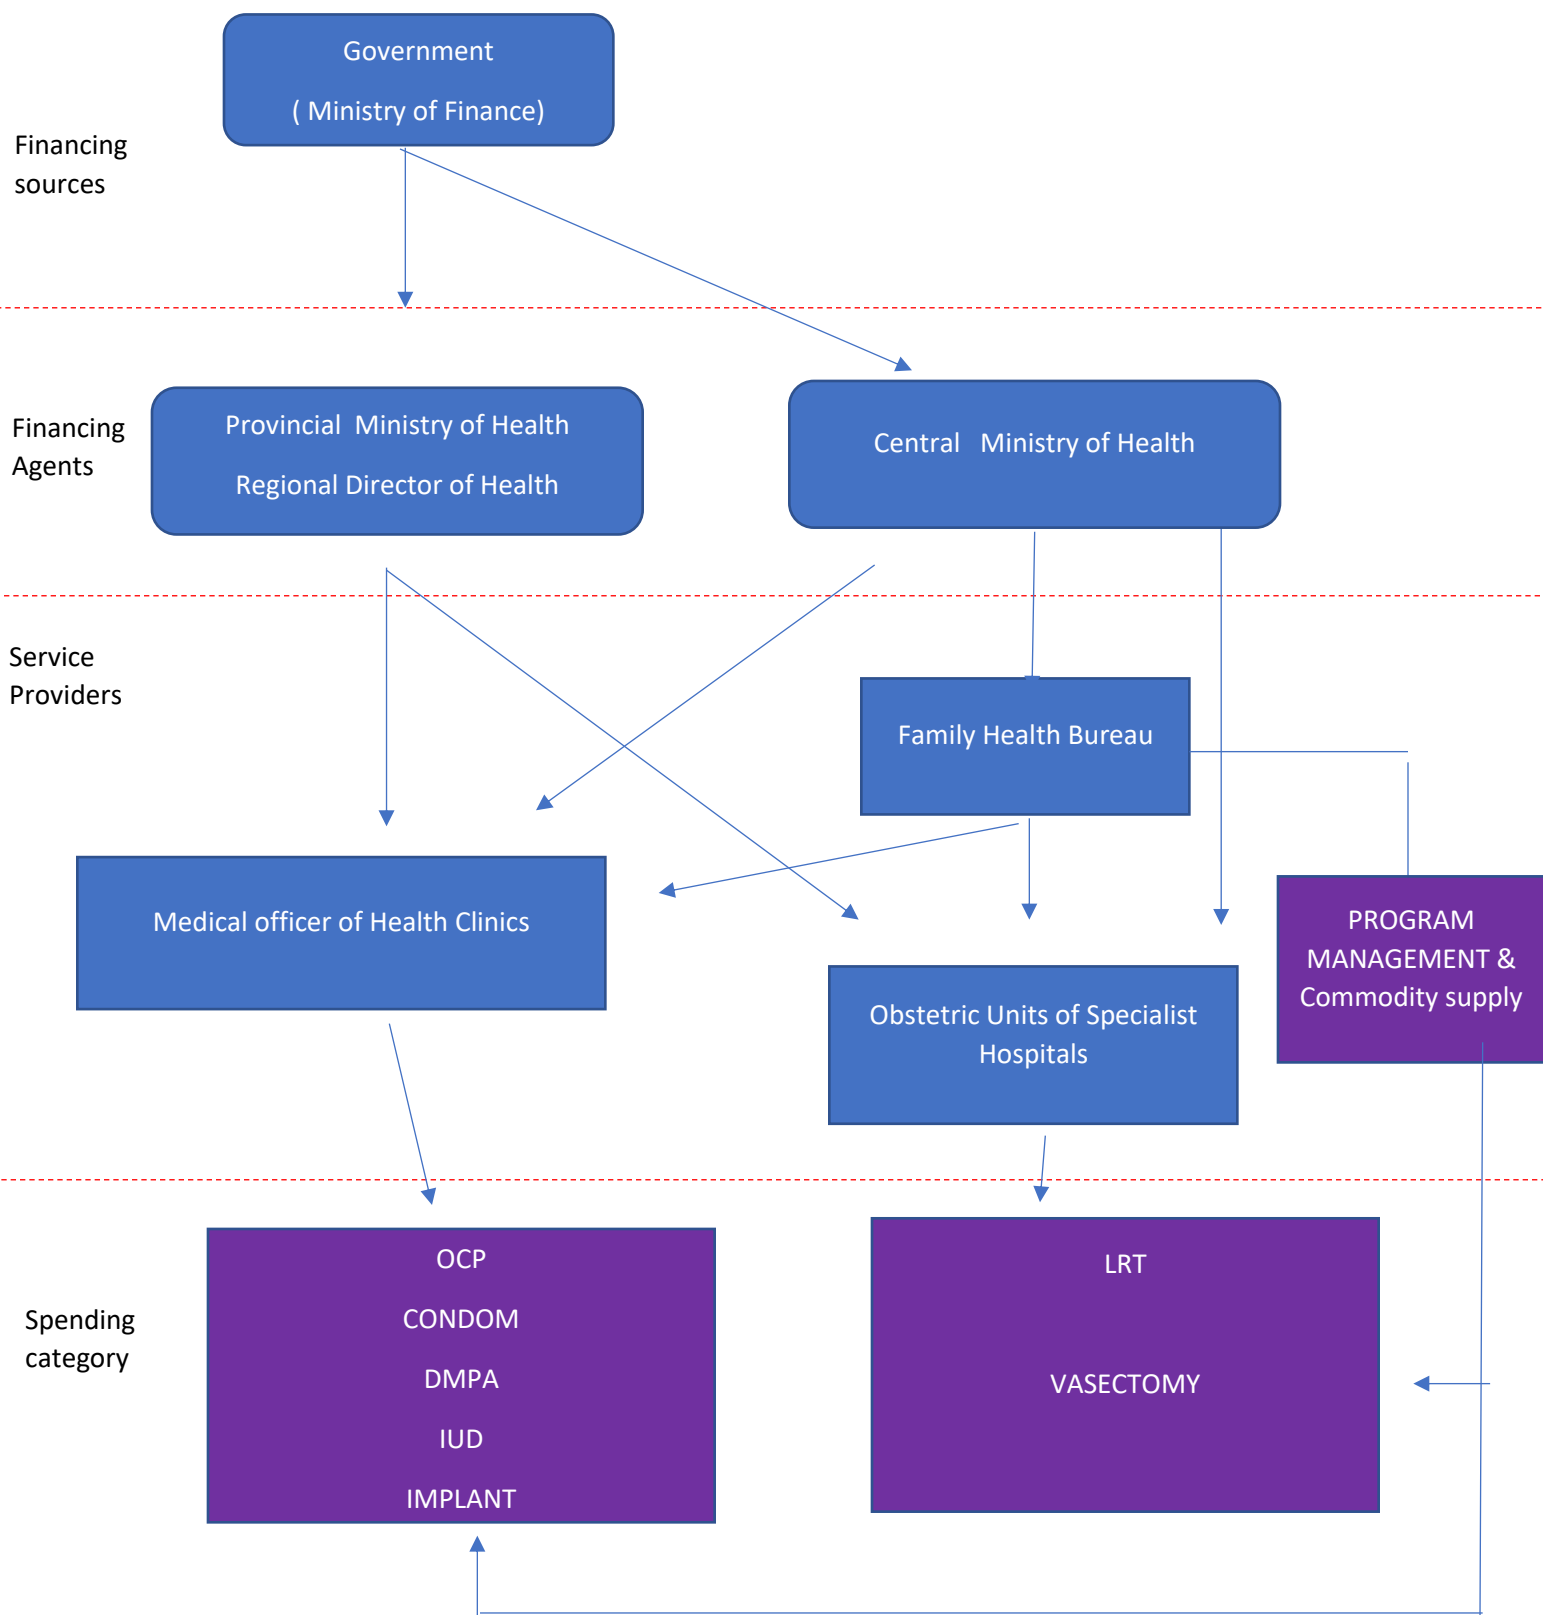 Government
( Ministry of Finance)
Financing
sources
Financing
Agents
Provincial  Ministry of Health
Regional Director of Health
Central   Ministry of Health
Service
Providers
Family Health Bureau
Medical officer of Health Clinics
PROGRAM
MANAGEMENT &
Commodity supply
Obstetric Units of Specialist
Hospitals
Spending
category
OCP
CONDOM
DMPA
IUD
IMPLANT
LRT
VASECTOMY